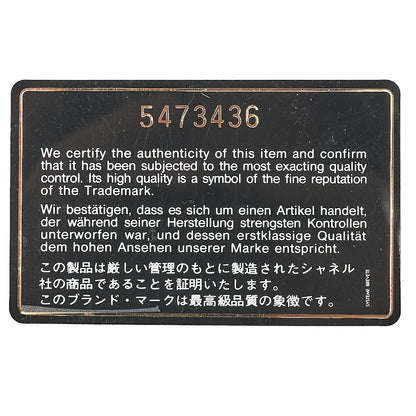 5473436
We certify the authenticity of this item and confirm
that it has been subjected to the most exacting quality
control. Its high quality is a symbol of the fine reputation
of the Trademark.
Wir bestätigen, dass es sich um einen Artikel handelt,
der während seiner Herstellung strengsten Kontrollen
unterworfen war, und dessen erstklassige Qualität
dem hohen Ansehen unserer Marke entspricht.
この製品は厳しい管理のもとに製造されたシャネル
社の商品であることを証明いたします。
このブランド・マークは最高級品質の象徴です。
SYSTEME BREVETE